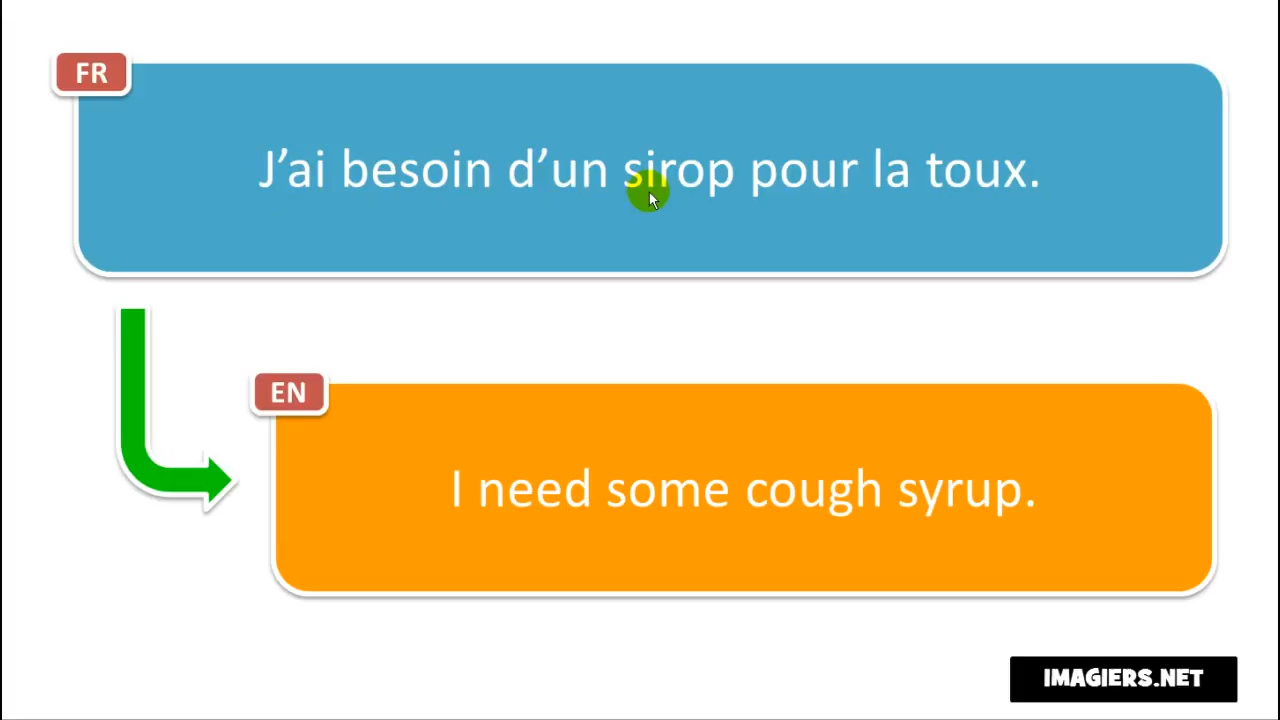 FR
J’ai besoin d’un sirop pour la toux.
EN
I need some cough syrup.
IMAGIERS.NET